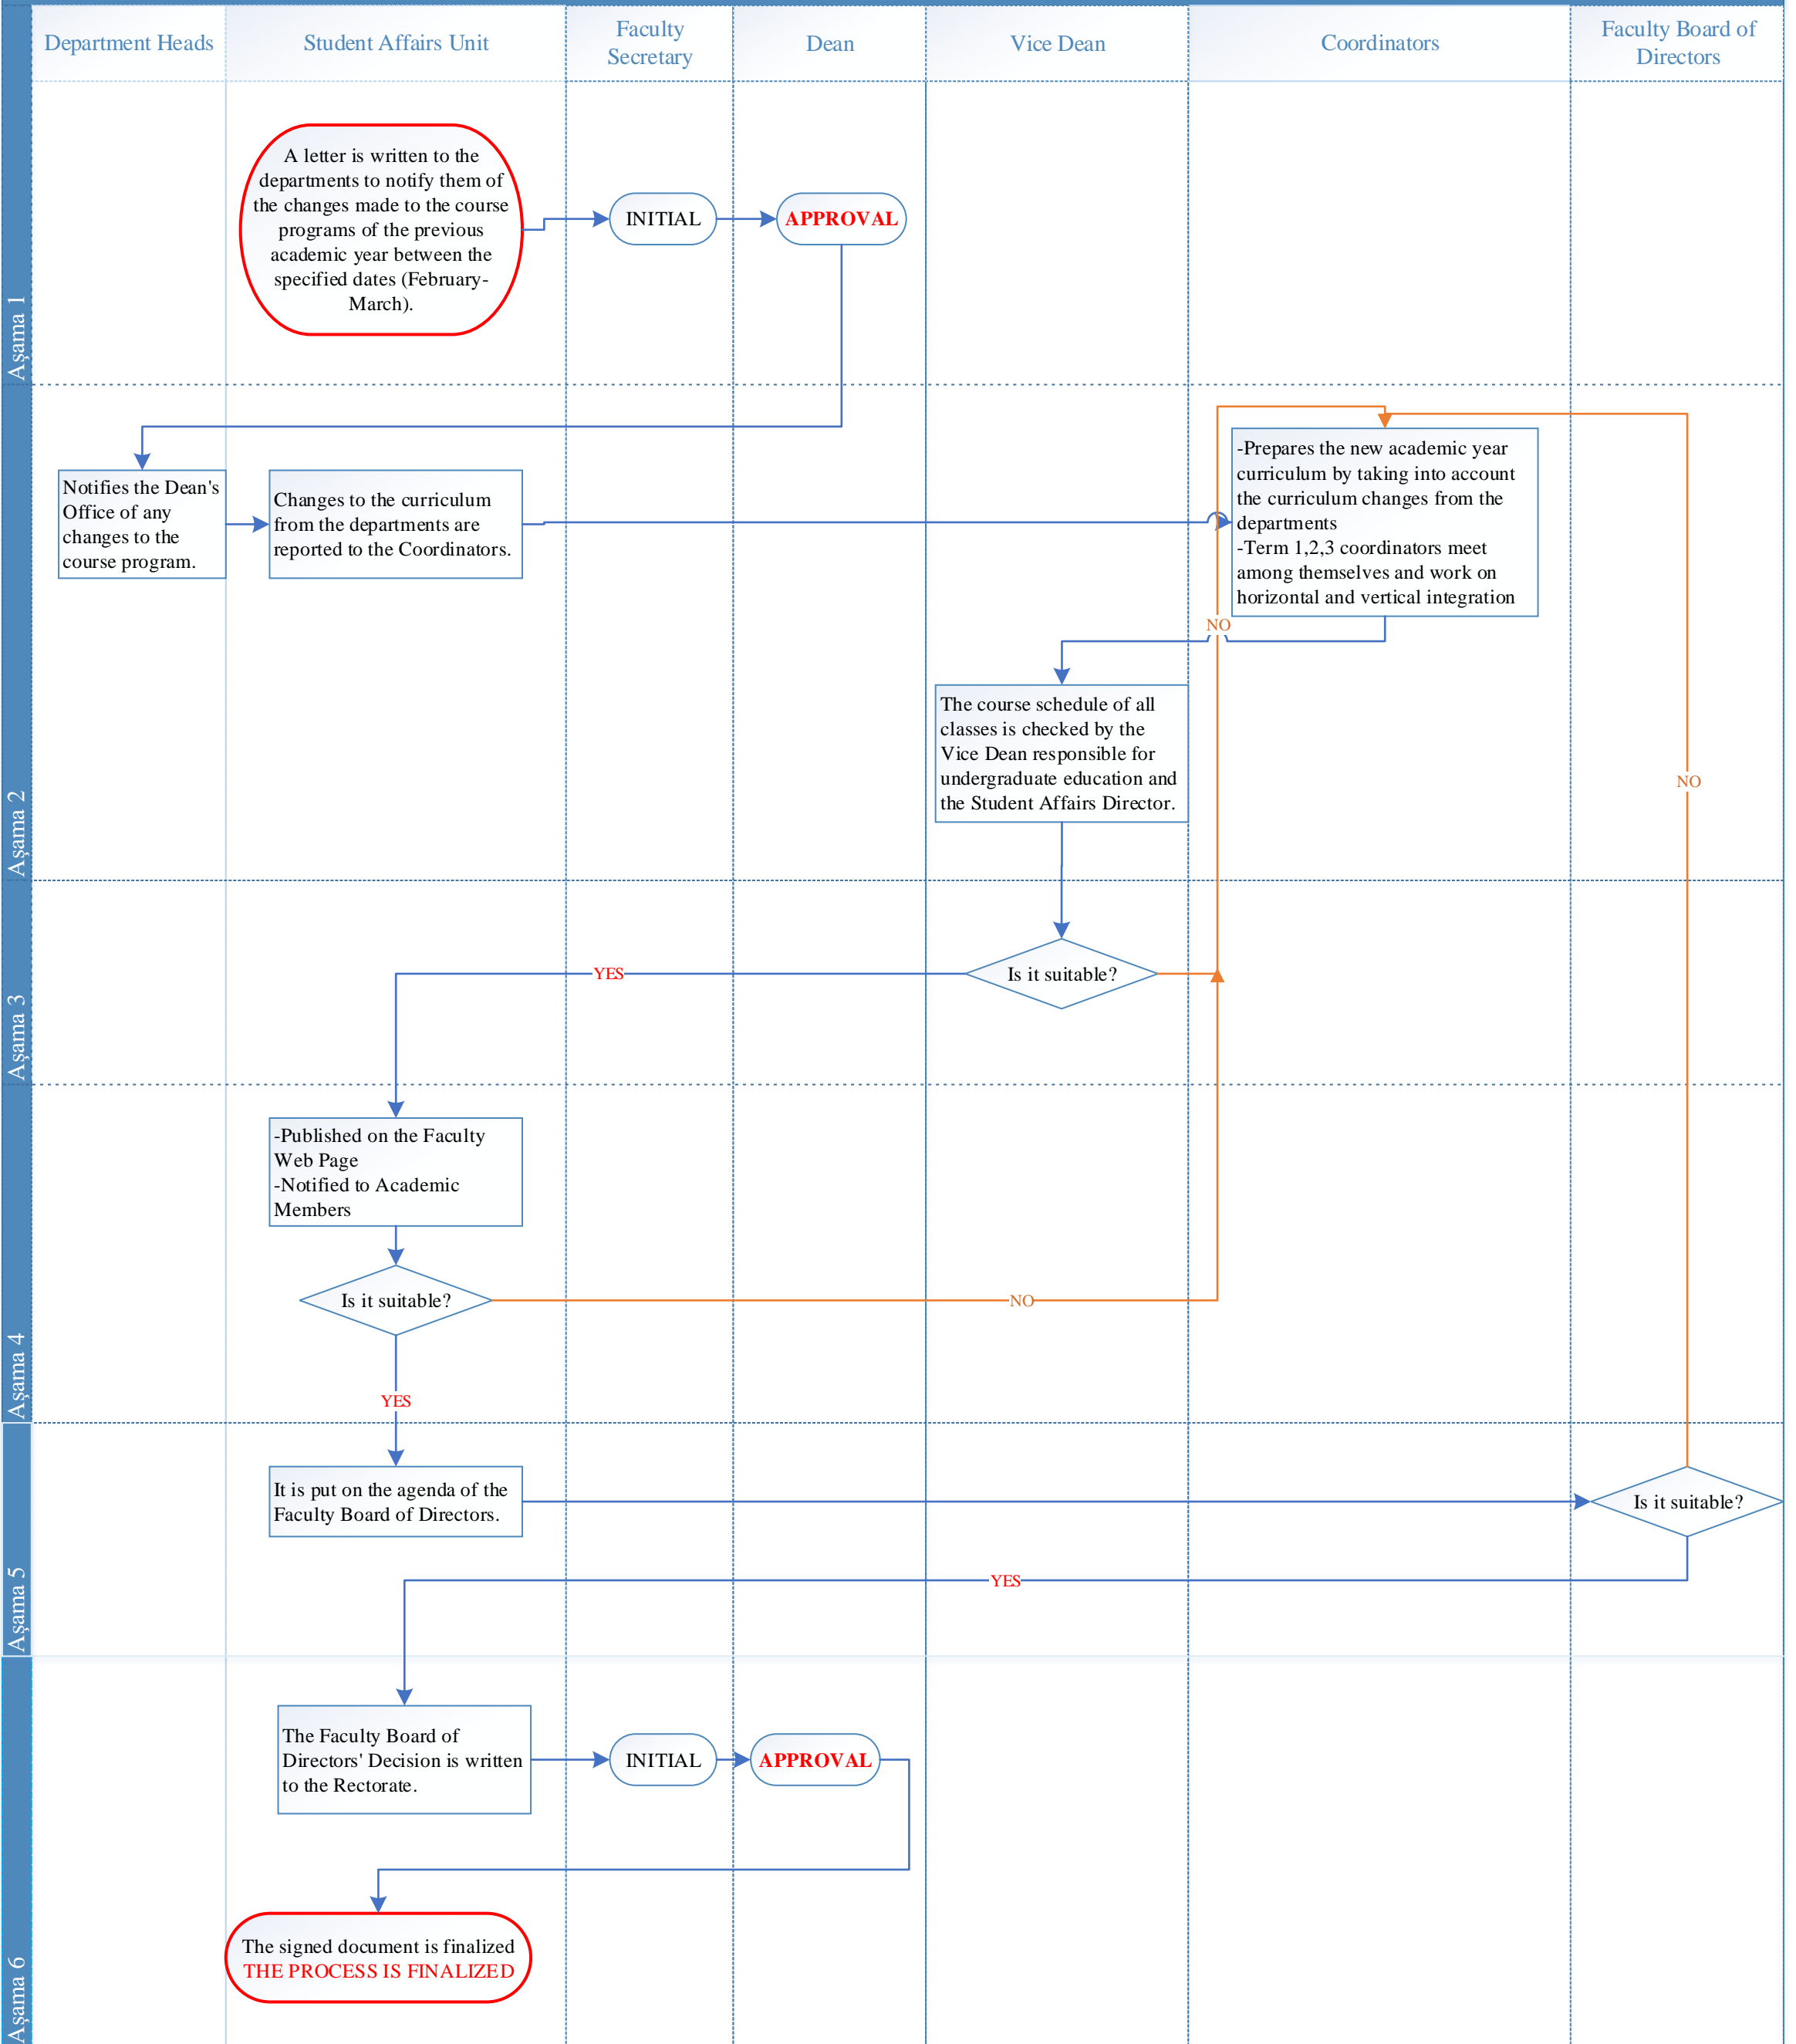 Department Heads
Student Affairs Unit
Faculty
Secretary
Dean
Vice Dean
Coordinators
Faculty Board of
Directors
Aşama 1
A letter is written to the
departments to notify them of
the changes made to the course
programs of the previous
academic year between the
specified dates (February-
March).
INITIAL
APPROVAL
Aşama 2
Notifies the Dean's
Office of any
changes to the
course program.
Changes to the curriculum
from the departments are
reported to the Coordinators.
-Prepares the new academic year
curriculum by taking into account
the curriculum changes from the
departments
-Term 1,2,3 coordinators meet
among themselves and work on
horizontal and vertical integration
NO
The course schedule of all
classes is checked by the
Vice Dean responsible for
undergraduate education and
the Student Affairs Director.
NO
Aşama 3
Is it suitable?
YES
Aşama 4
-Published on the Faculty
Web Page
-Notified to Academic
Members
Is it suitable?
NO
YES
Aşama 5
It is put on the agenda of the
Faculty Board of Directors.
Is it suitable?
YES
Aşama 6
The Faculty Board of
Directors' Decision is written
to the Rectorate.
INITIAL
APPROVAL
The signed document is finalized
THE PROCESS IS FINALIZED